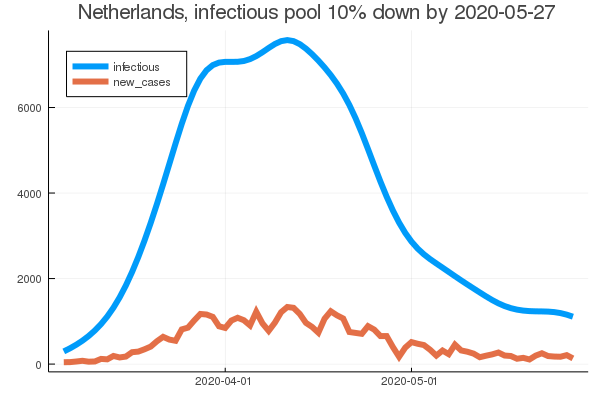 Netherlands, infectious pool 10% down by 2020-05-27
infectious
new_cases
6000
4000
2000
0
2020-04-01
2020-05-01